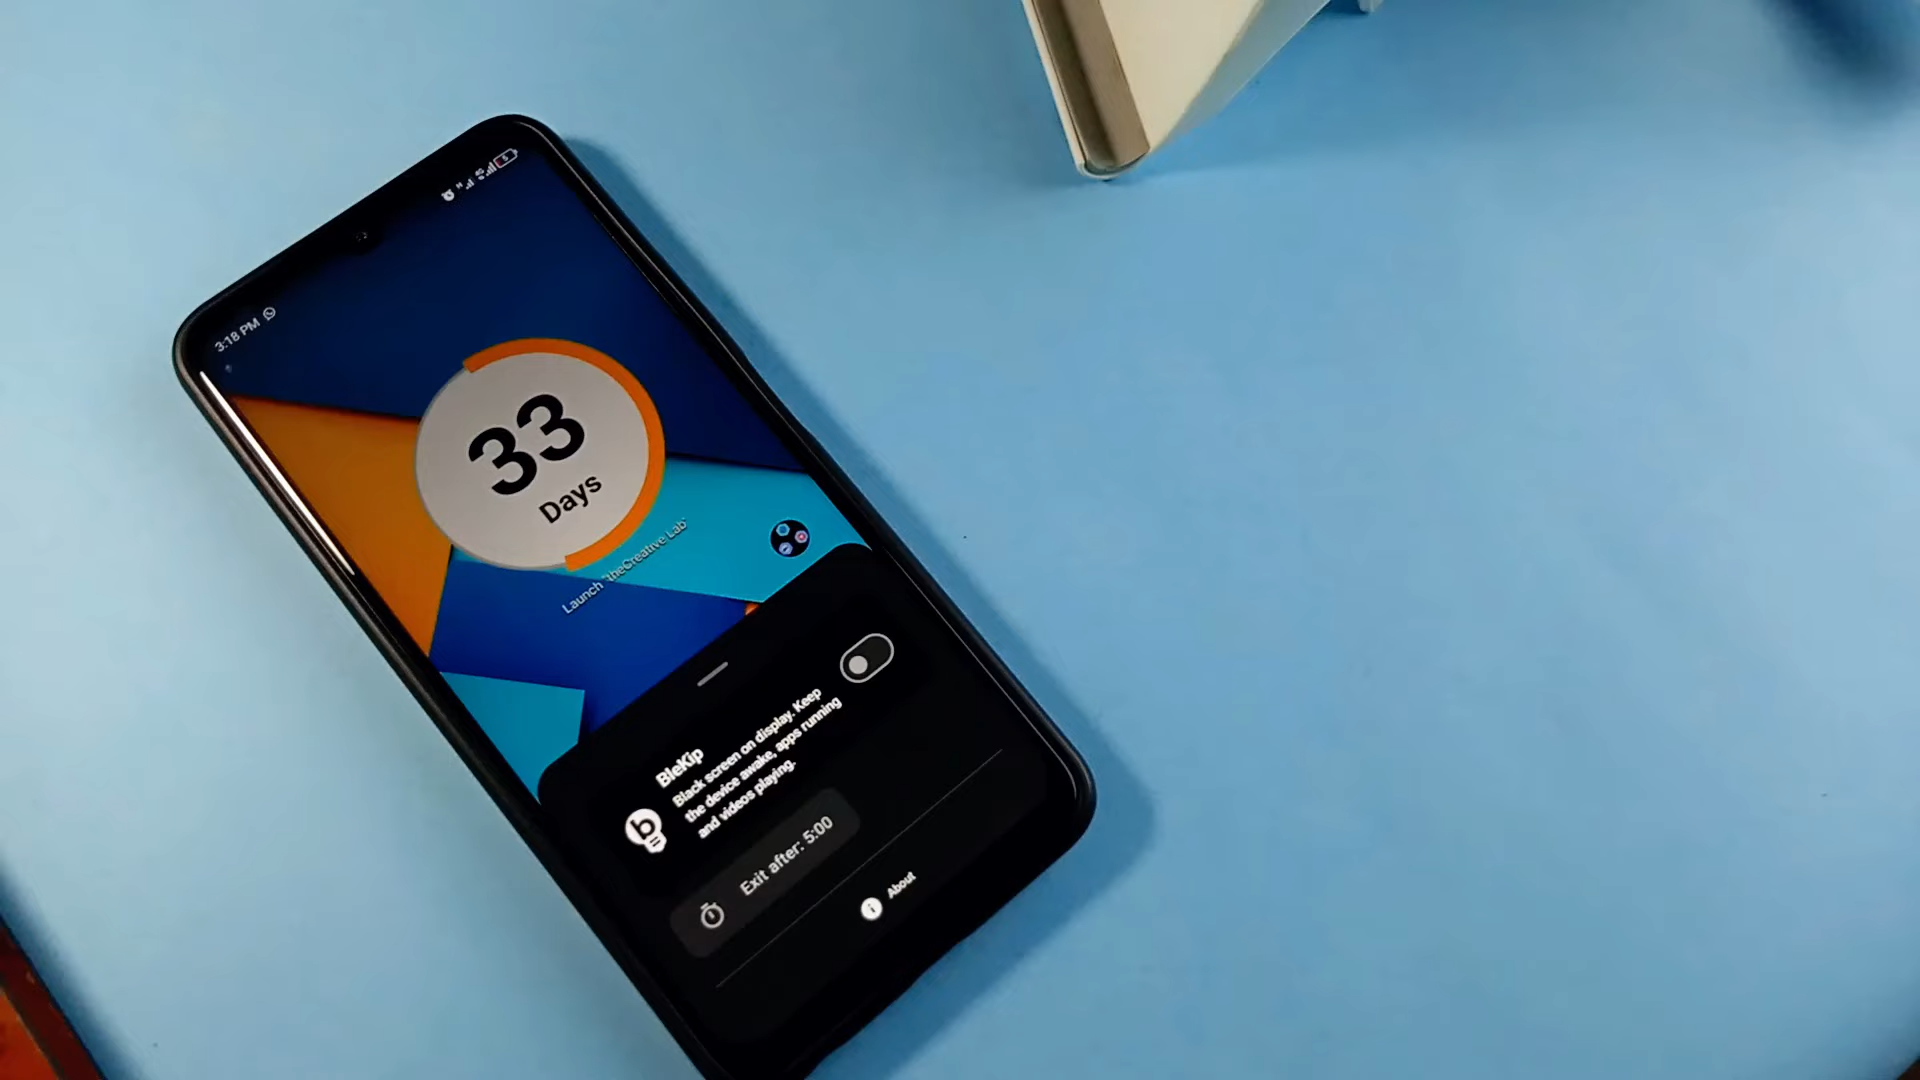 3:18 PM
33
Days
Launch 'theCreative Lab'
BleKip
Black screen on display. Keep
the device awake, apps running
and videos playing.
Exit after: 5:00
About